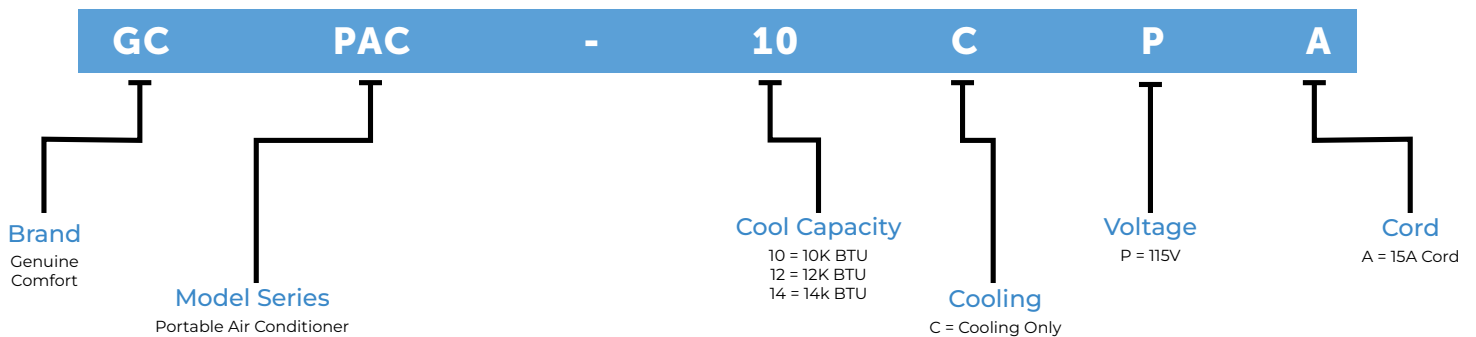 GC PAC - 10 C P A
Brand
Genuine
Comfort
Model Series
Portable Air Conditioner
Cool Capacity
10 = 10K BTU
12 = 12K BTU
14 = 14k BTU
Cooling
C = Cooling Only
Voltage
P = 115V
Cord
A = 15A Cord